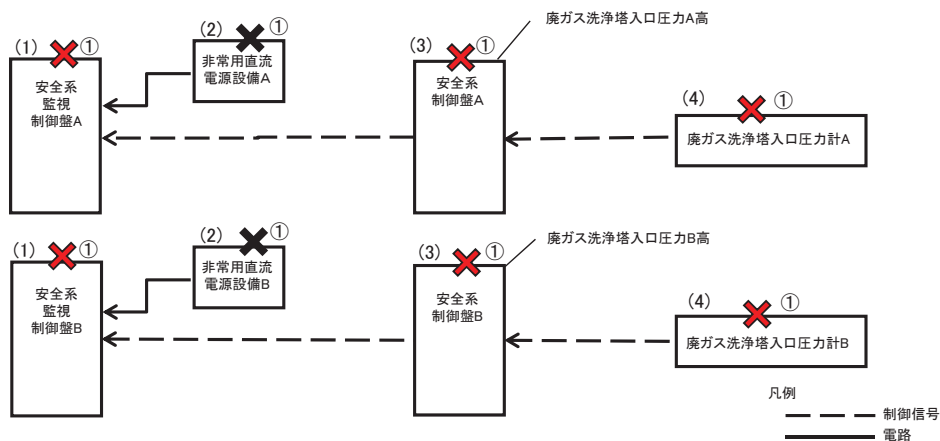 廃ガス洗浄塔入口圧力A高
(1) ①
(2) ①
(3) ①
安全系
監視
制御盤A
非常用直流
電源設備A
安全系
制御盤A
(4) ①
廃ガス洗浄塔入口圧力計A
廃ガス洗浄塔入口圧力B高
(1) ①
(2) ①
(3) ①
安全系
監視
制御盤B
非常用直流
電源設備B
安全系
制御盤B
(4) ①
廃ガス洗浄塔入口圧力計B
凡例
制御信号
電路